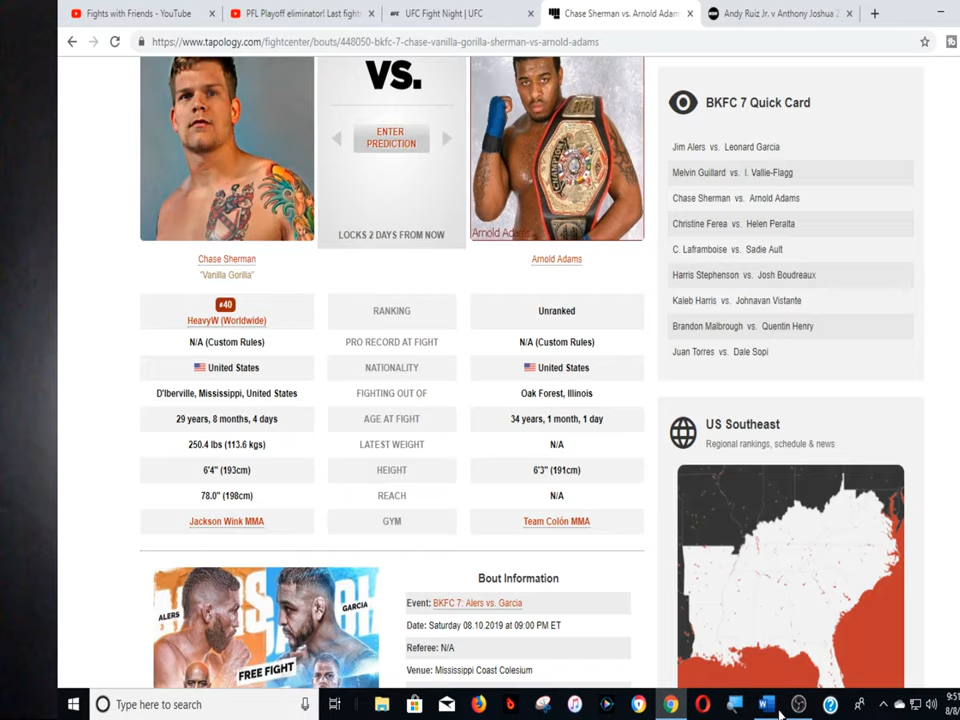 Fights with Friends - YouTube
PFL Playoff eliminator! Last fight
UFC Fight Night | UFC
Chase Sherman vs. Arnold Adam
Andy Ruiz Jr. v Anthony Joshua 2
https://www.tapology.com/fightcenter/bouts/448050-bkfc-7-chase-vanilla-gorilla-sherman-vs-arnold-adams
VS.
ENTER
PREDICTION
LOCKS 2 DAYS FROM NOW
Arnold Adams
Chase Sherman
"Vanilla Gorilla"
Arnold Adams
#40
HeavyW (Worldwide)
RANKING
Unranked
N/A (Custom Rules)
PRO RECORD AT FIGHT
N/A (Custom Rules)
United States
NATIONALITY
United States
D'Iberville, Mississippi, United States
FIGHTING OUT OF
Oak Forest, Illinois
29 years, 8 months, 4 days
AGE AT FIGHT
34 years, 1 month, 1 day
250.4 lbs (113.6 kgs)
LATEST WEIGHT
N/A
6'4" (193cm)
HEIGHT
6'3" (191cm)
78.0" (198cm)
REACH
N/A
Jackson Wink MMA
GYM
Team Colón MMA
ALERS
GARCIA
FREE FIGHT
Bout Information
Event: BKFC 7: Alers vs. Garcia
Date: Saturday 08.10.2019 at 09:00 PM ET
Referee: N/A
Venue: Mississippi Coast Colesium
BKFC 7 Quick Card
Jim Alers vs. Leonard Garcia
Melvin Guillard vs. I. Vallie-Flagg
Chase Sherman vs. Arnold Adams
Christine Ferea vs. Helen Peralta
C. Laframboise vs. Sadie Ault
Harris Stephenson vs. Josh Boudreaux
Kaleb Harris vs. Johnavan Vistante
Brandon Malbrough vs. Quentin Henry
Juan Torres vs. Dale Sopi
US Southeast
Regional rankings, schedule & news
Type here to search
9:51
8/8/